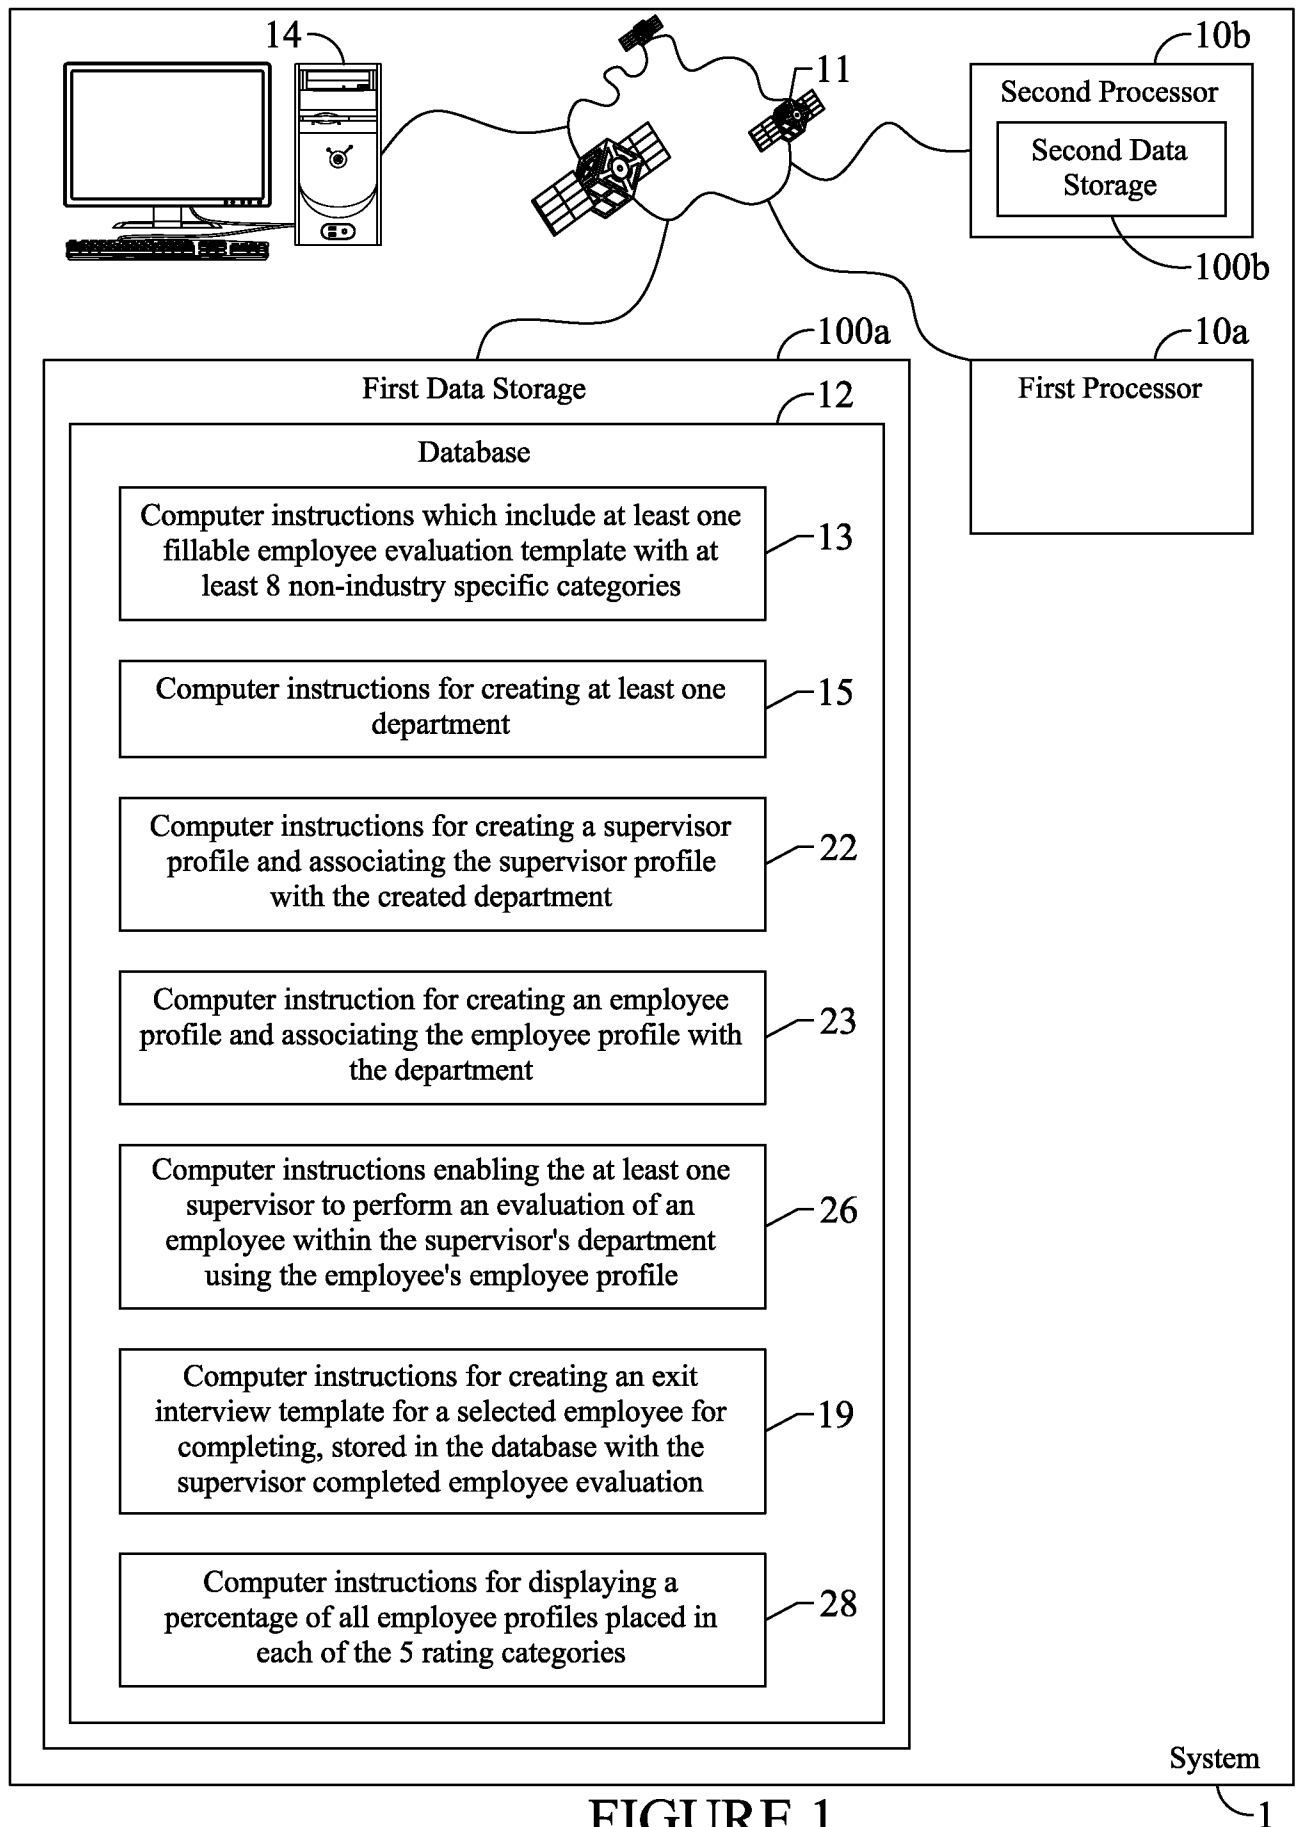 14
11
10b
Second Processor
Second Data
Storage
100b
100a
10a
First Data Storage
First Processor
12
Database
Computer instructions which include at least one
fillable employee evaluation template with at
least 8 non-industry specific categories
13
Computer instructions for creating at least one
department
15
Computer instructions for creating a supervisor
profile and associating the supervisor profile
with the created department
22
Computer instruction for creating an employee
profile and associating the employee profile with
the department
23
Computer instructions enabling the at least one
supervisor to perform an evaluation of an
employee within the supervisor's department
using the employee's employee profile
26
Computer instructions for creating an exit
interview template for a selected employee for
completing, stored in the database with the
supervisor completed employee evaluation
19
Computer instructions for displaying a
percentage of all employee profiles placed in
each of the 5 rating categories
28
System
1
FIGURE 1